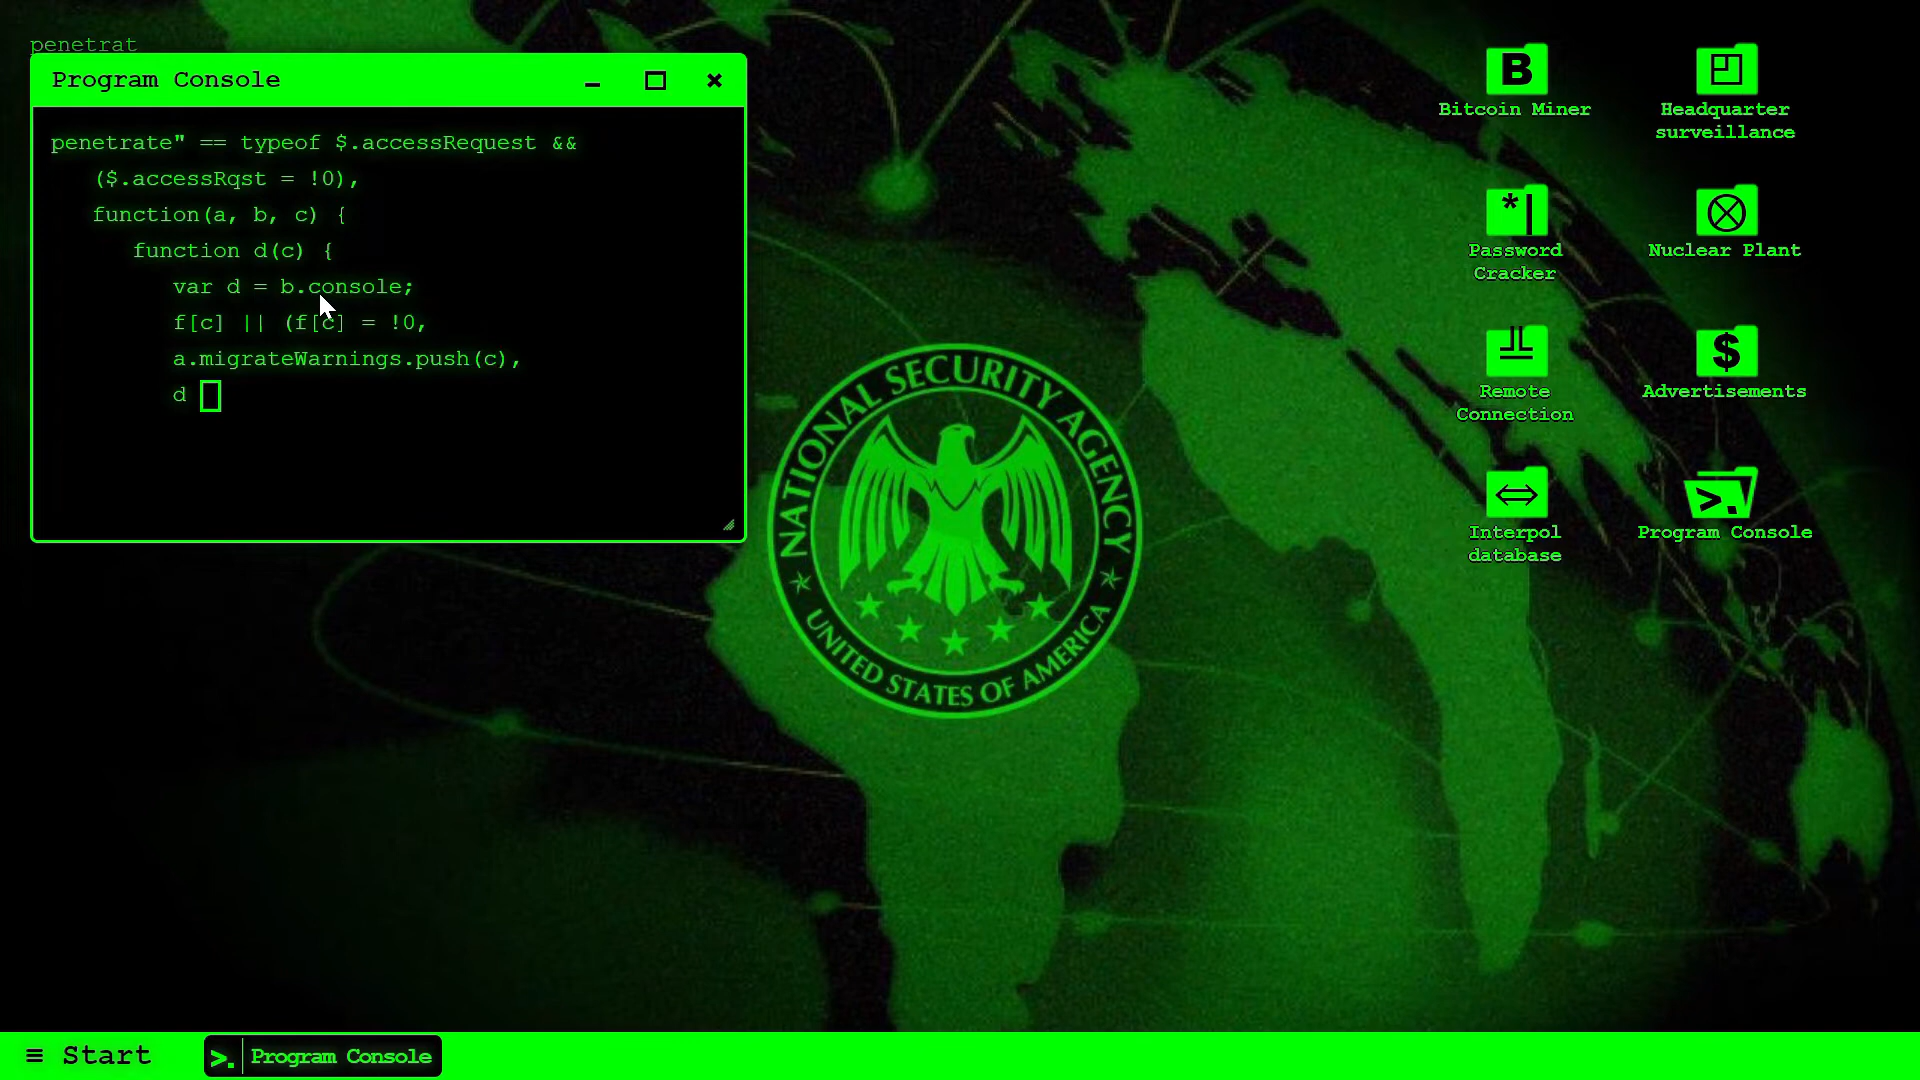 penetrat
Program Console
penetrate" == typeof $.accessRequest &&
($.accessRqst = !0),
function(a, b, c) {
function d(c) {
var d = b.console;
f[c] || (f[c] = !0,
a.migrateWarnings.push(c),
d
NATIONAL SECURITY AGENCY
UNITED STATES OF AMERICA
B
Bitcoin Miner
Headquarter
surveillance
*|
Password
Cracker
Nuclear Plant
Remote
Connection
$
Advertisements
Interpol
database
>.
Program Console
≡ Start
>. Program Console